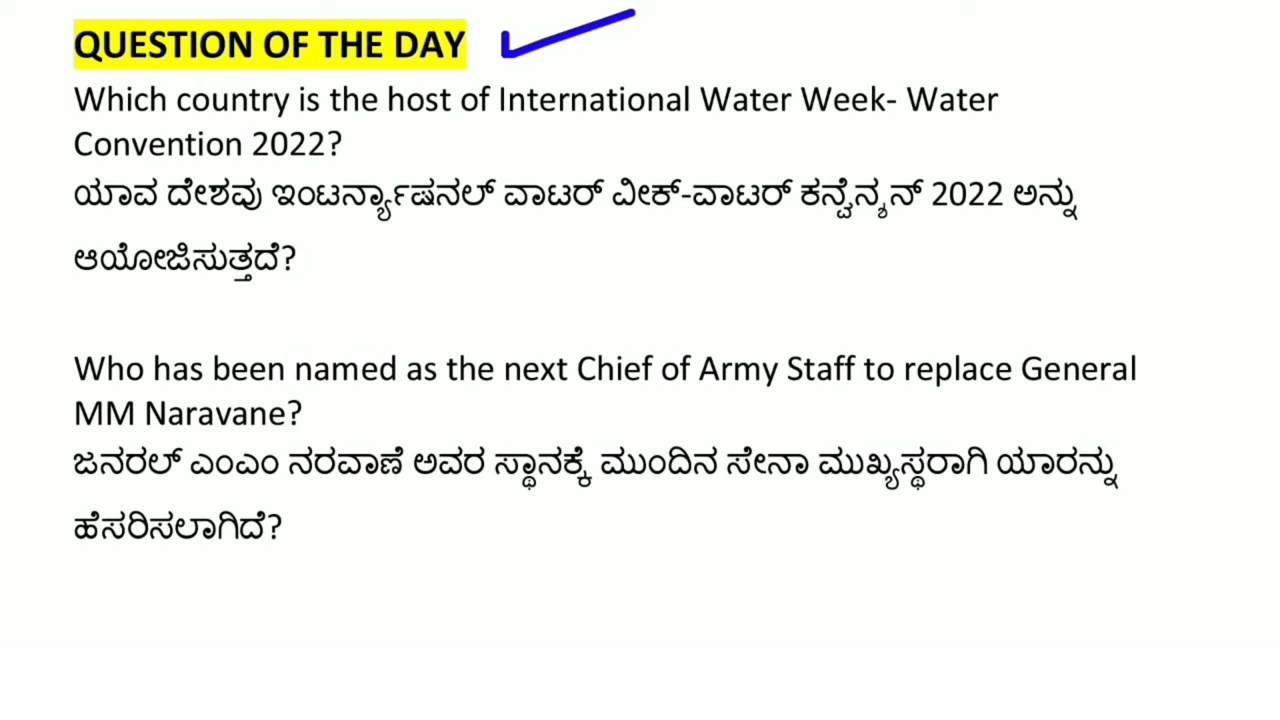 QUESTION OF THE DAY
Which country is the host of International Water Week- Water
Convention 2022?
ಯಾವ ದೇಶವು ಇಂಟರ್ನ್ಯಾಷನಲ್ ವಾಟರ್ ವೀಕ್-ವಾಟರ್ ಕನ್ವೆನ್ಶನ್ 2022 ಅನ್ನು
ಆಯೋಜಿಸುತ್ತದೆ?
Who has been named as the next Chief of Army Staff to replace General
MM Naravane?
ಜನರಲ್ ಎಂಎಂ ನರವಾಣೆ ಅವರ ಸ್ಥಾನಕ್ಕೆ ಮುಂದಿನ ಸೇನಾ ಮುಖ್ಯಸ್ಥರಾಗಿ ಯಾರನ್ನು
ಹೆಸರಿಸಲಾಗಿದೆ?